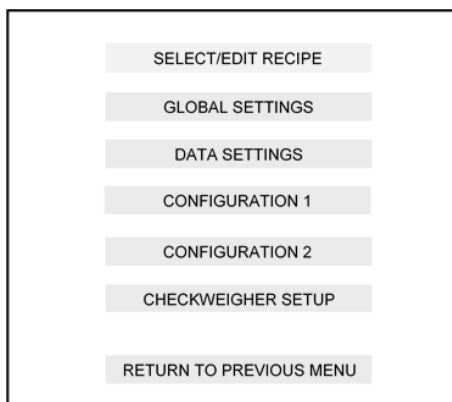 SELECT/EDIT RECIPE
GLOBAL SETTINGS
DATA SETTINGS
CONFIGURATION 1
CONFIGURATION 2
CHECKWEIGHER SETUP
RETURN TO PREVIOUS MENU